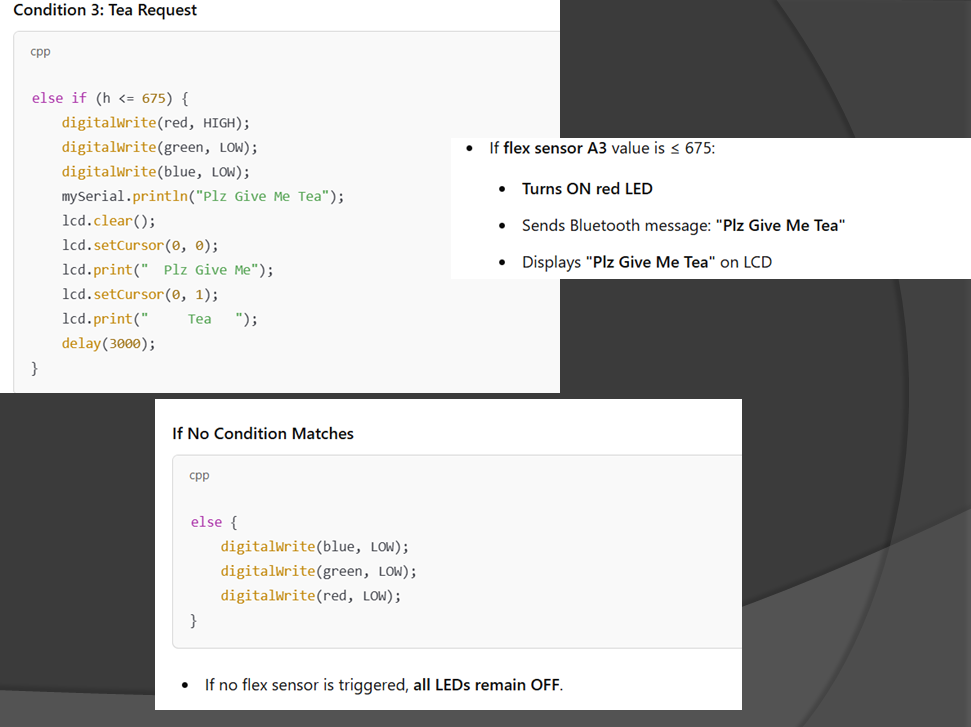 Condition 3: Tea Request
cpp
else if (h <= 675) {
    digitalWrite(red, HIGH);
    digitalWrite(green, LOW);
    digitalWrite(blue, LOW);
    mySerial.println("Plz Give Me Tea");
    lcd.clear();
    lcd.setCursor(0, 0);
    lcd.print("  Plz Give Me");
    lcd.setCursor(0, 1);
    lcd.print("     Tea   ");
    delay(3000);
}
• If flex sensor A3 value is ≤ 675:
• Turns ON red LED
• Sends Bluetooth message: "Plz Give Me Tea"
• Displays "Plz Give Me Tea" on LCD
If No Condition Matches
cpp
else {
    digitalWrite(blue, LOW);
    digitalWrite(green, LOW);
    digitalWrite(red, LOW);
}
• If no flex sensor is triggered, all LEDs remain OFF.